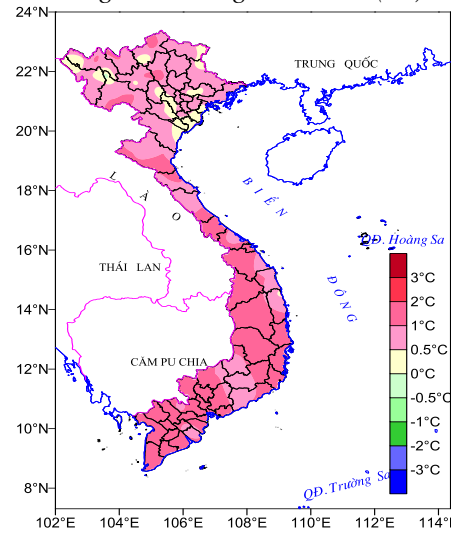 24°N
22°N
20°N
18°N
16°N
14°N
12°N
10°N
8°N
102°E
104°E
106°E
108°E
110°E
112°E
114°E
TRUNG QUỐC
LÀO
BIỂN
ĐÔNG
QĐ. Hoàng Sa
THÁI LAN
CĂM PU CHIA
QĐ. Trường Sa
3°C
2°C
1°C
0.5°C
0°C
-0.5°C
-1°C
-2°C
-3°C